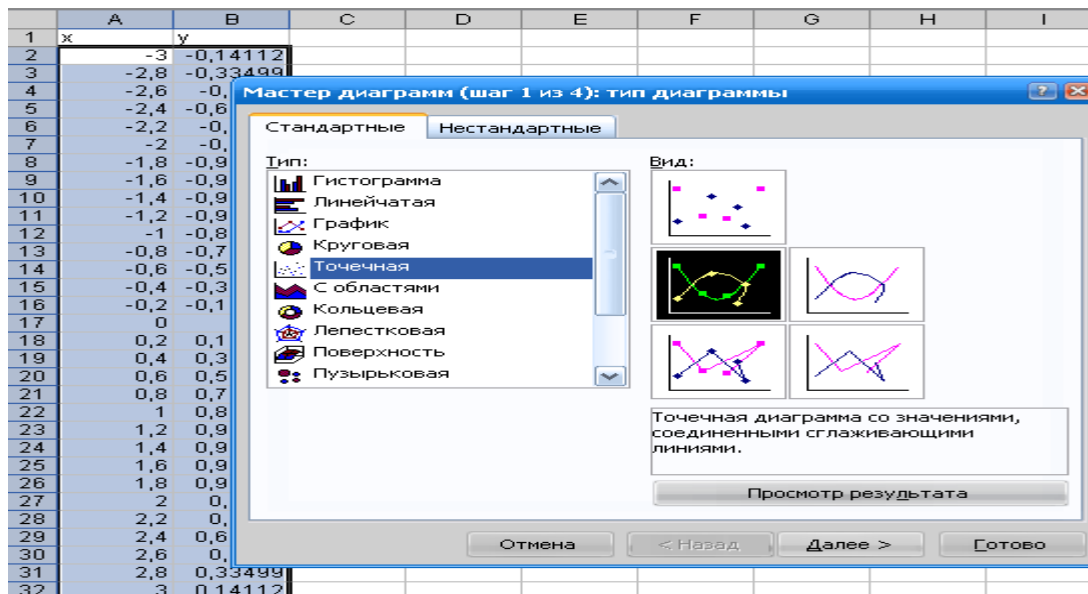 A B C D E F G H I
1 x y
2 -3 -0,14112
3 -2,8 -0,33499
4 -2,6 -0,
5 -2,4 -0,6
6 -2,2 -0,
7 -2 -0,
8 -1,8 -0,9
9 -1,6 -0,9
10 -1,4 -0,9
11 -1,2 -0,9
12 -1 -0,8
13 -0,8 -0,7
14 -0,6 -0,5
15 -0,4 -0,3
16 -0,2 -0,1
17 0
18 0,2 0,1
19 0,4 0,3
20 0,6 0,5
21 0,8 0,7
22 1 0,8
23 1,2 0,9
24 1,4 0,9
25 1,6 0,9
26 1,8 0,9
27 2 0,
28 2,2 0,
29 2,4 0,6
30 2,6 0,
31 2,8 0,33499
32 3 0,14112
Мастер диаграмм (шаг 1 из 4): тип диаграммы
Стандартные Нестандартные
Тип:
Гистограмма
Линейчатая
График
Круговая
Точечная
С областями
Кольцевая
Лепестковая
Поверхность
Пузырьковая
Вид:
Точечная диаграмма со значениями,
соединенными сглаживающими
линиями.
Просмотр результата
Отмена < Назад Далее > Готово